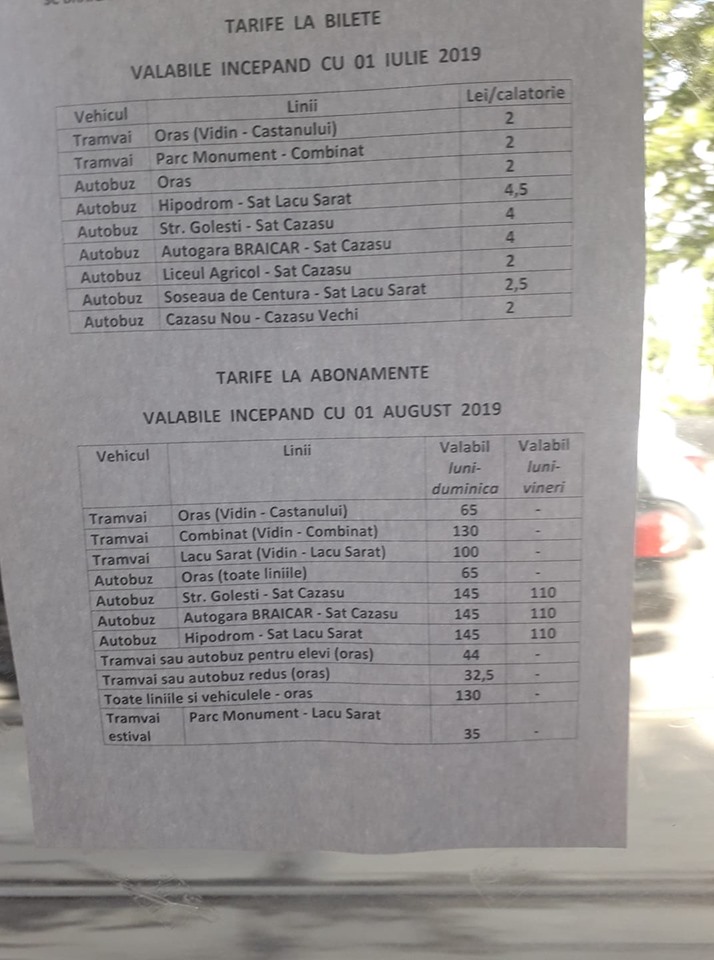 TARIFE LA BILETE
VALABILE INCEPAND CU 01 IULIE 2019
Vehicul Linii Lei/calatorie
Tramvai Oras (Vidin - Castanului) 2
Tramvai Parc Monument - Combinat 2
Autobuz Oras 2
Autobuz Hipodrom - Sat Lacu Sarat 4,5
Autobuz Str. Golesti - Sat Cazasu 4
Autobuz Autogara BRAICAR - Sat Cazasu 4
Autobuz Liceul Agricol - Sat Cazasu 2
Autobuz Soseaua de Centura - Sat Lacu Sarat 2,5
Autobuz Cazasu Nou - Cazasu Vechi 2
TARIFE LA ABONAMENTE
VALABILE INCEPAND CU 01 AUGUST 2019
Vehicul Linii Valabil Valabil
luni- luni-
duminica vineri
Tramvai Oras (Vidin - Castanului) 65 -
Tramvai Combinat (Vidin - Combinat) 130 -
Tramvai Lacu Sarat (Vidin - Lacu Sarat) 100 -
Autobuz Oras (toate liniile) 65 -
Autobuz Str. Golesti - Sat Cazasu 145 110
Autobuz Autogara BRAICAR - Sat Cazasu 145 110
Autobuz Hipodrom - Sat Lacu Sarat 145 110
Tramvai sau autobuz pentru elevi (oras) 44 -
Tramvai sau autobuz redus (oras) 32,5 -
Toate liniile si vehiculele - oras 130 -
Tramvai Parc Monument - Lacu Sarat
estival 35 -